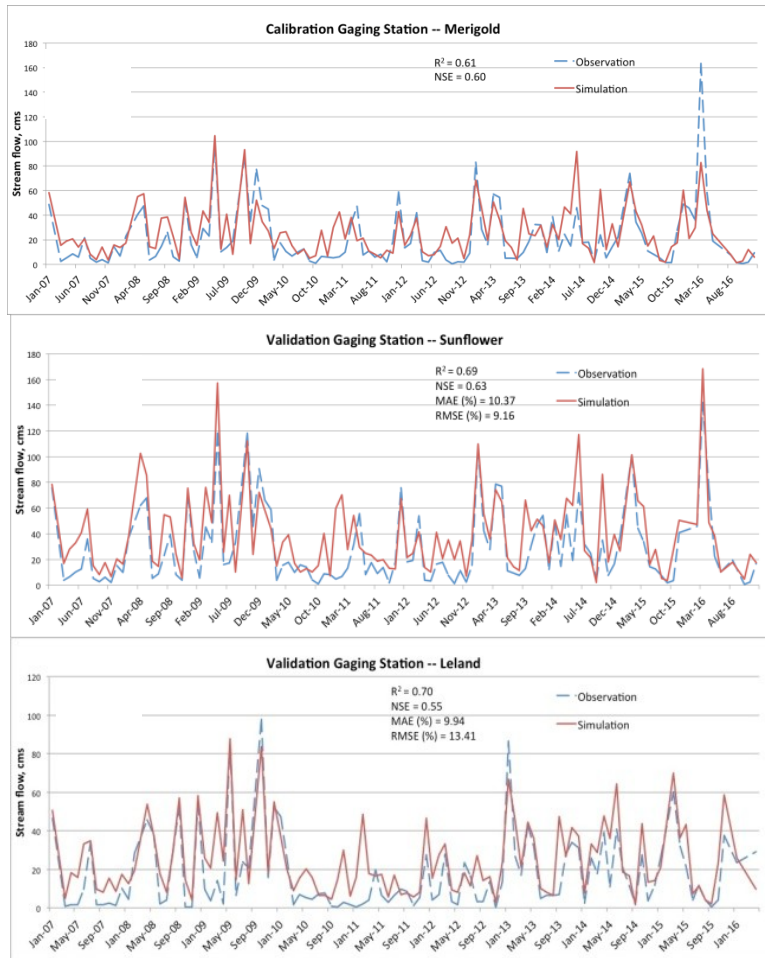 Calibration Gaging Station -- Merigold
R² = 0.61
NSE = 0.60
Observation
Simulation
Stream flow, cms
180
160
140
120
100
80
60
40
20
0
Jan-07 Jun-07 Nov-07 Apr-08 Sep-08 Feb-09 Jul-09 Dec-09 May-10 Oct-10 Mar-11 Aug-11 Jan-12 Jun-12 Nov-12 Apr-13 Sep-13 Feb-14 Jul-14 Dec-14 May-15 Oct-15 Mar-16 Aug-16
Validation Gaging Station -- Sunflower
R² = 0.69
NSE = 0.63
MAE (%) = 10.37
RMSE (%) = 9.16
Observation
Simulation
Stream flow, cms
180
160
140
120
100
80
60
40
20
0
Jan-07 Jun-07 Nov-07 Apr-08 Sep-08 Feb-09 Jul-09 Dec-09 May-10 Oct-10 Mar-11 Aug-11 Jan-12 Jun-12 Nov-12 Apr-13 Sep-13 Feb-14 Jul-14 Dec-14 May-15 Oct-15 Mar-16 Aug-16
Validation Gaging Station -- Leland
R² = 0.70
NSE = 0.55
MAE (%) = 9.94
RMSE (%) = 13.41
Observation
Simulation
Stream flow, cms
120
100
80
60
40
20
0
Jan-07 May-07 Sep-07 Jan-08 May-08 Sep-08 Jan-09 May-09 Sep-09 Jan-10 May-10 Sep-10 Jan-11 May-11 Sep-11 Jan-12 May-12 Sep-12 Jan-13 May-13 Sep-13 Jan-14 May-14 Sep-14 Jan-15 May-15 Sep-15 Jan-16